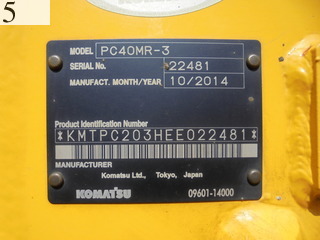 5
MODEL PC40MR-3
SERIAL No. 22481
MANUFACT. MONTH/YEAR 10/2014
Product Identification Number
*KMTPC203HEE022481*
MANUFACTURER
Komatsu Ltd., Tokyo, Japan
KOMATSU 09601-14000